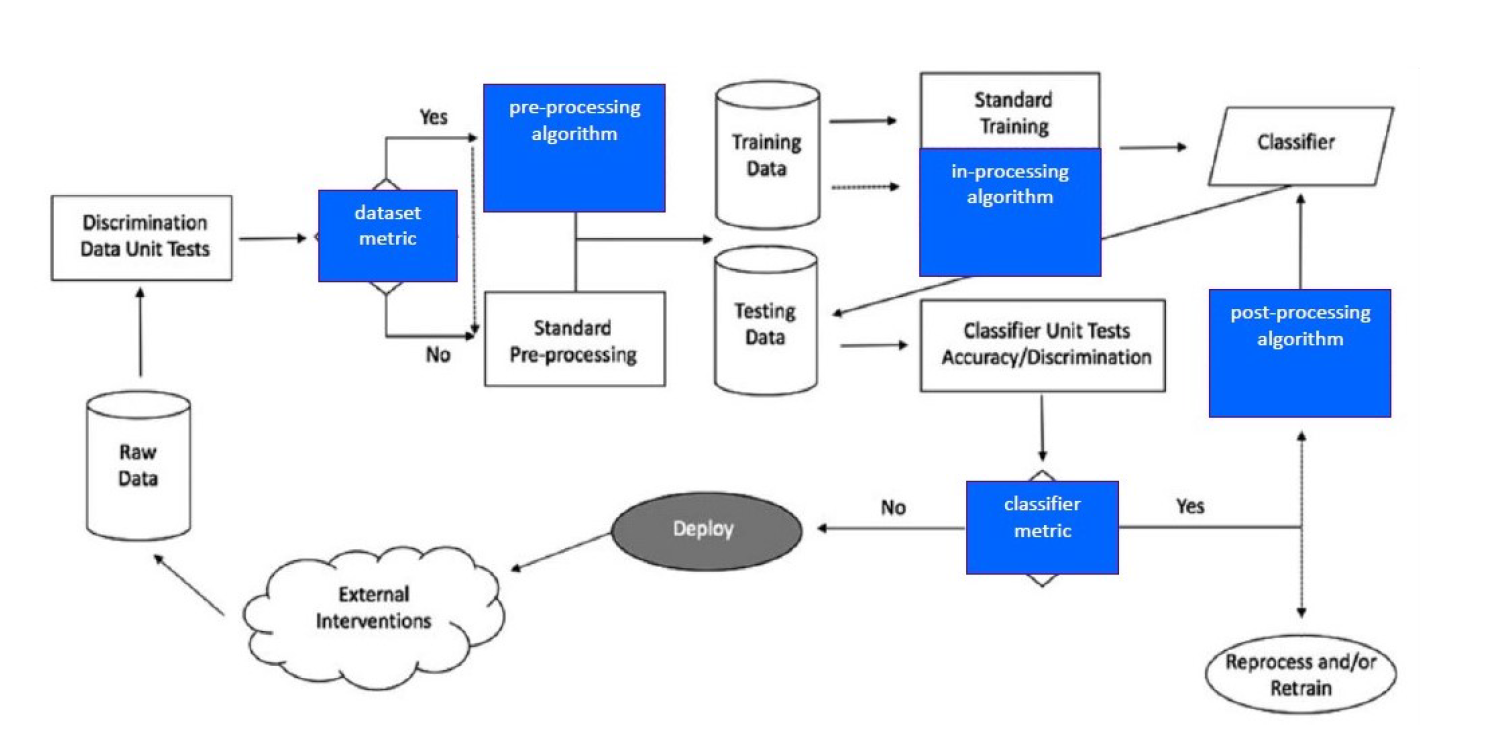 Yes
pre-processing
algorithm
Training
Data
Standard
Training
in-processing
algorithm
Classifier
Discrimination
Data Unit Tests
dataset
metric
No
Standard
Pre-processing
Testing
Data
Classifier Unit Tests
Accuracy/Discrimination
post-processing
algorithm
Raw
Data
Deploy
No
classifier
metric
Yes
External
Interventions
Reprocess and/or
Retrain